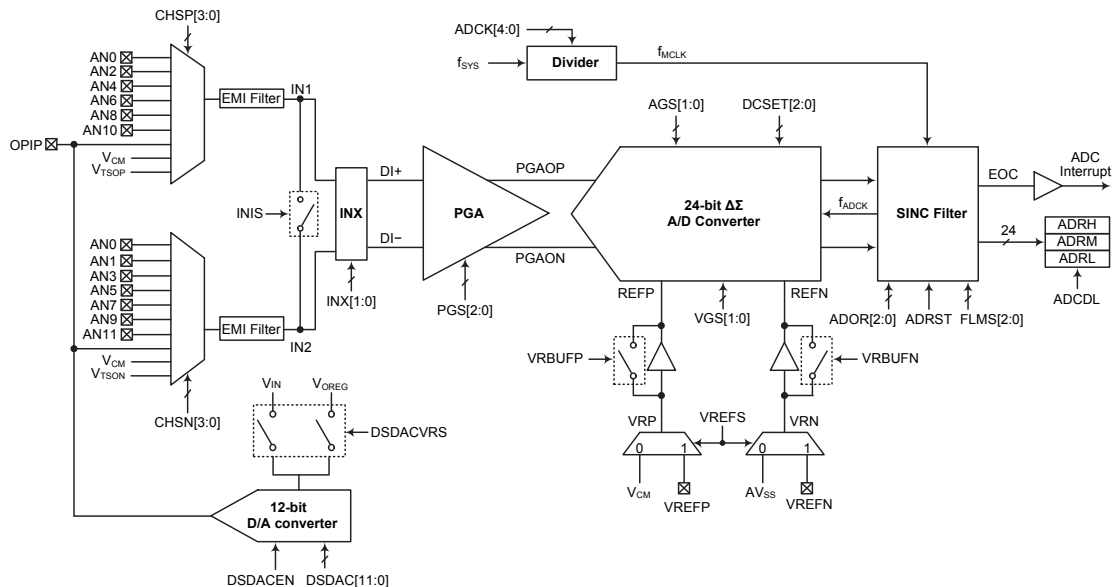 CHSP[3:0]
AN0
AN2
AN4
AN6
AN8
AN10
OPIP
VCM
VTSOP
EMI Filter
IN1
ADCK[4:0]
fSYS
Divider
fMCLK
INIS
INX
INX[1:0]
DI+
DI−
PGA
PGS[2:0]
PGAOP
PGAON
AGS[1:0]
DCSET[2:0]
24-bit ΔΣ
A/D Converter
fADCK
SINC Filter
EOC
ADC
Interrupt
24
ADRH
ADRM
ADRL
ADCDL
REFP
REFN
VGS[1:0]
ADOR[2:0]
ADRST
FLMS[2:0]
AN0
AN1
AN3
AN5
AN7
AN9
AN11
VCM
VTSON
EMI Filter
IN2
CHSN[3:0]
VRBUFP
VRBUFN
VRP
VREFS
VRN
0
1
0
1
VCM
VREFP
AVSS
VREFN
VIN
VOREG
DSDACVRS
12-bit
D/A converter
DSDACEN
DSDAC[11:0]